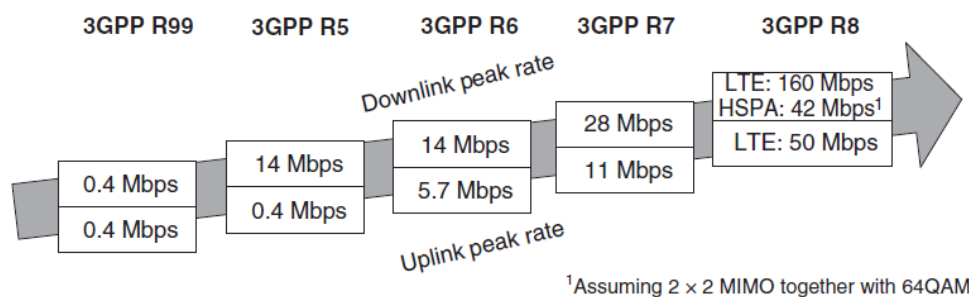 3GPP R99 3GPP R5 3GPP R6 3GPP R7 3GPP R8
Downlink peak rate
LTE: 160 Mbps
HSPA: 42 Mbps¹
LTE: 50 Mbps
28 Mbps
11 Mbps
14 Mbps
5.7 Mbps
14 Mbps
0.4 Mbps
0.4 Mbps
0.4 Mbps
Uplink peak rate
¹Assuming 2 × 2 MIMO together with 64QAM